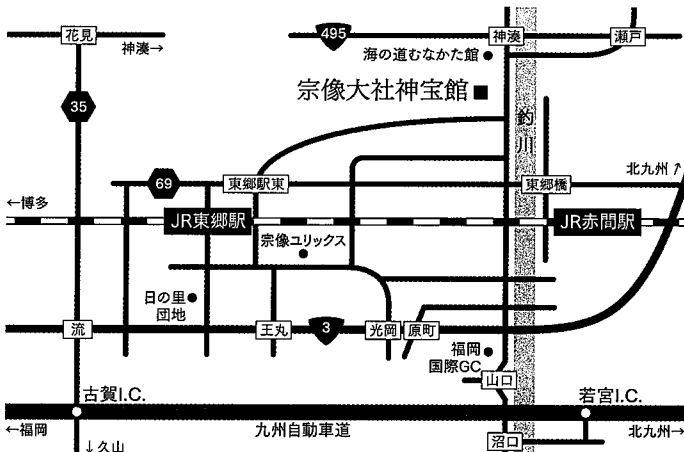 花見
神湊→
495
神湊
瀬戸
海の道むなかた館
35
宗像大社神宝館
釣川
69
東郷駅東
東郷橋
北九州↗
←博多
JR東郷駅
JR赤間駅
宗像ユリックス
日の里
団地
流
王丸
3
光岡
原町
福岡
国際GC
山口
古賀I.C.
若宮I.C.
←福岡
九州自動車道
北九州→
↓久山
沼口